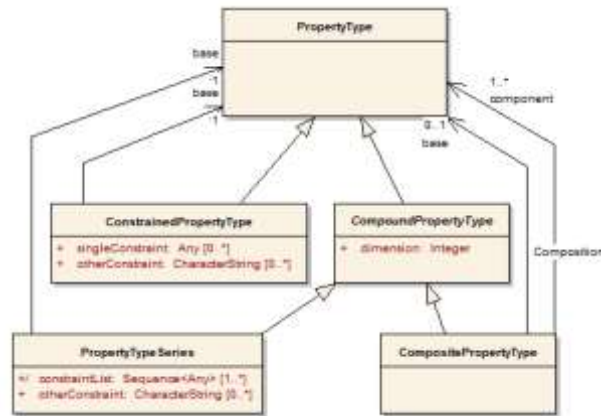 PropertyType
base
-1
base
-1
1..*
component
0..1
base
ConstrainedPropertyType
+ singleConstraint: Any [0..*]
+ otherConstraint: CharacterString [0..*]
CompoundPropertyType
+ dimension: Integer
Composition
PropertyTypeSeries
+/ constraintList: Sequence<Any> [1..*]
+ otherConstraint: CharacterString [0..*]
CompositePropertyType